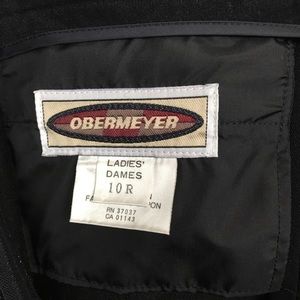 OBERMEYER
LADIES'
DAMES
10 R
RN 37037
CA 01143